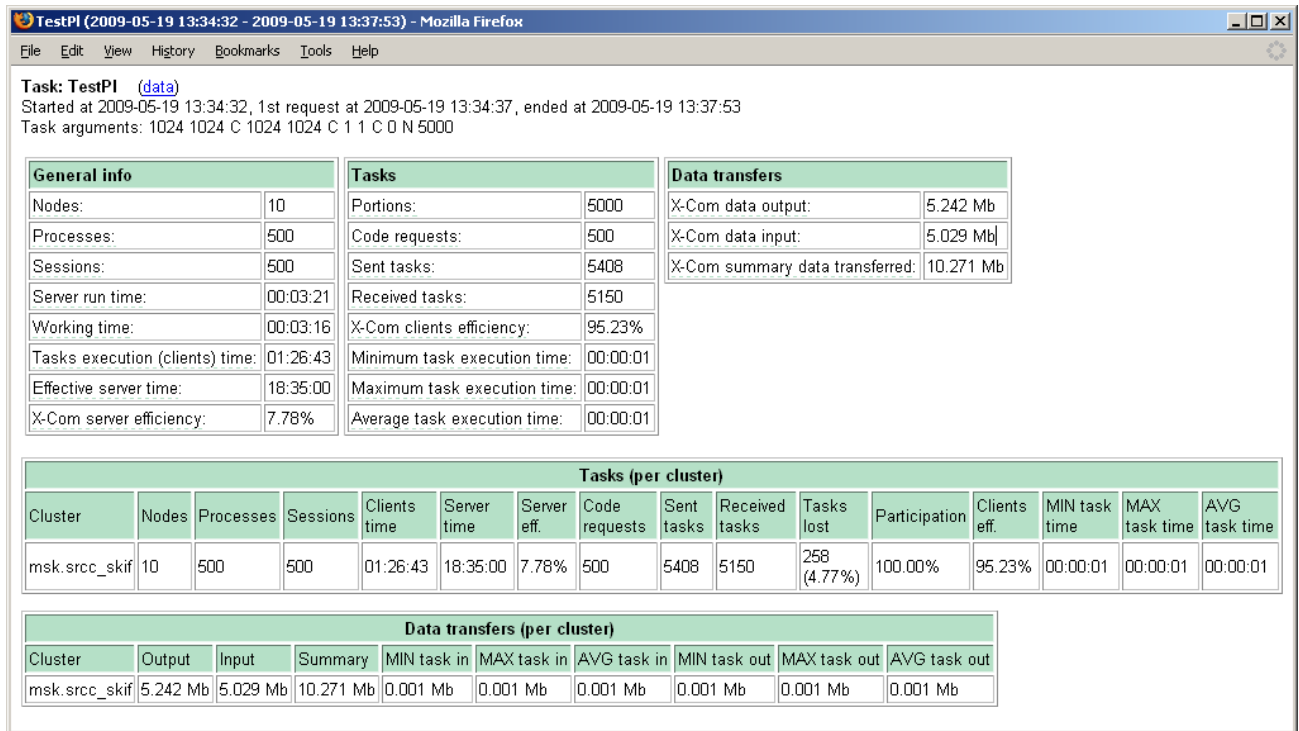 TestPI (2009-05-19 13:34:32 - 2009-05-19 13:37:53) - Mozilla Firefox
File Edit View History Bookmarks Tools Help
Task: TestPI (data)
Started at 2009-05-19 13:34:32, 1st request at 2009-05-19 13:34:37, ended at 2009-05-19 13:37:53
Task arguments: 1024 1024 C 1024 1024 C 1 1 C 0 N 5000
General info
Nodes: 10
Processes: 500
Sessions: 500
Server run time: 00:03:21
Working time: 00:03:16
Tasks execution (clients) time: 01:26:43
Effective server time: 18:35:00
X-Com server efficiency: 7.78%
Tasks
Portions: 5000
Code requests: 500
Sent tasks: 5408
Received tasks: 5150
X-Com clients efficiency: 95.23%
Minimum task execution time: 00:00:01
Maximum task execution time: 00:00:01
Average task execution time: 00:00:01
Data transfers
X-Com data output: 5.242 Mb
X-Com data input: 5.029 Mb
X-Com summary data transferred: 10.271 Mb
Tasks (per cluster)
Cluster Nodes Processes Sessions Clients time Server time Server eff. Code requests Sent tasks Received tasks Tasks lost Participation Clients eff. MIN task time MAX task time AVG task time
msk.srcc_skif 10 500 500 01:26:43 18:35:00 7.78% 500 5408 5150 258 (4.77%) 100.00% 95.23% 00:00:01 00:00:01 00:00:01
Data transfers (per cluster)
Cluster Output Input Summary MIN task in MAX task in AVG task in MIN task out MAX task out AVG task out
msk.srcc_skif 5.242 Mb 5.029 Mb 10.271 Mb 0.001 Mb 0.001 Mb 0.001 Mb 0.001 Mb 0.001 Mb 0.001 Mb